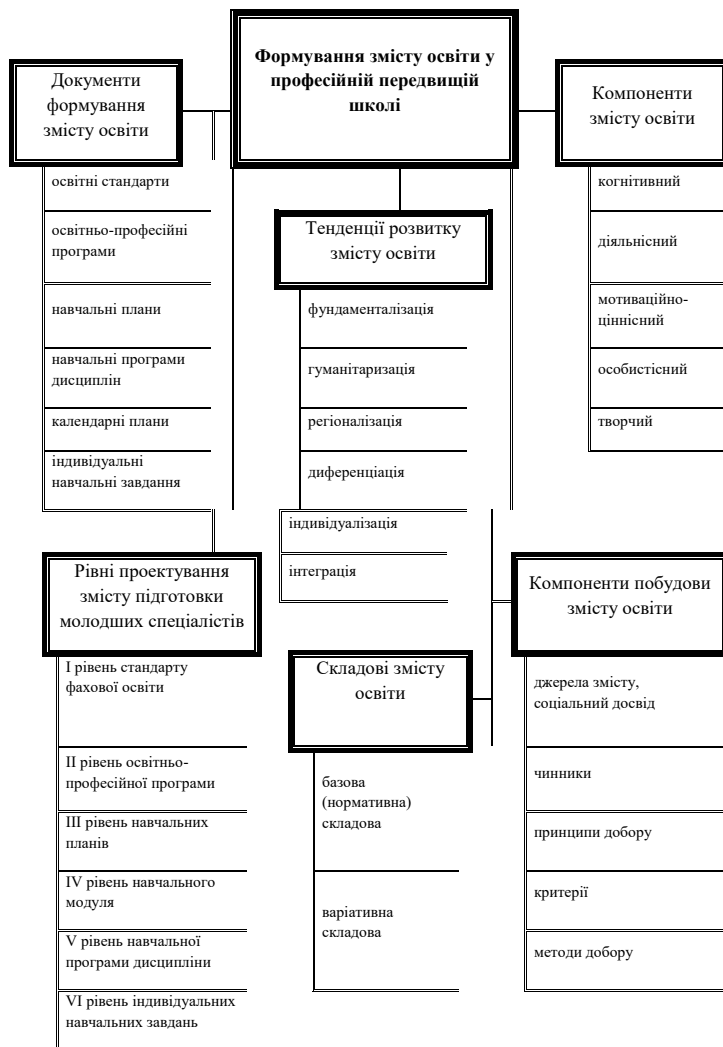 Формування змісту освіти у
професійній передвищій
школі
Документи
формування
змісту освіти
освітні стандарти
освітньо-професійні
програми
навчальні плани
навчальні програми
дисциплін
календарні плани
індивідуальні
навчальні завдання
Тенденції розвитку
змісту освіти
фундаменталізація
гуманітаризація
регіоналізація
диференціація
індивідуалізація
інтеграція
Компоненти
змісту освіти
когнітивний
діяльнісний
мотиваційно-
ціннісний
особистісний
творчий
Рівні проектування
змісту підготовки
молодших спеціалістів
І рівень стандарту
фахової освіти
ІІ рівень освітньо-
професійної програми
ІІІ рівень навчальних
планів
IV рівень навчального
модуля
V рівень навчальної
програми дисципліни
VI рівень індивідуальних
навчальних завдань
Складові змісту
освіти
базова
(нормативна)
складова
варіативна
складова
Компоненти побудови
змісту освіти
джерела змісту,
соціальний досвід
чинники
принципи добору
критерії
методи добору